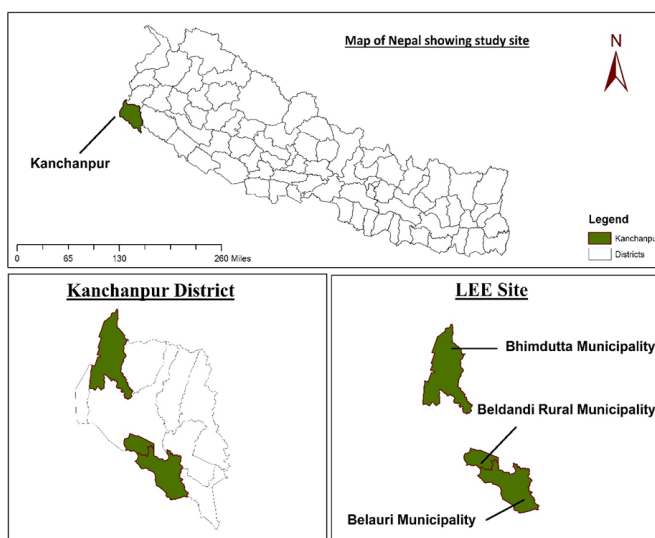 Map of Nepal showing study site
N
Kanchanpur
Legend
Kanchanpur
Districts
0 65 130 260 Miles
Kanchanpur District
LEE Site
Bhimdutta Municipality
Beldandi Rural Municipality
Belauri Municipality